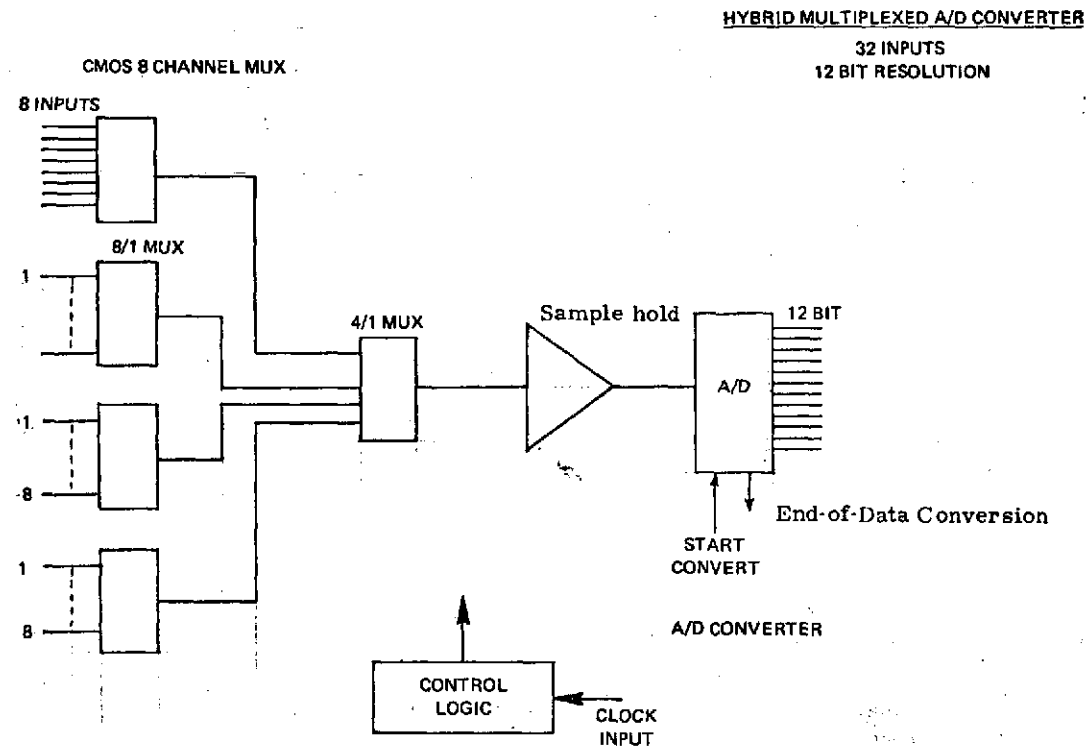 HYBRID MULTIPLEXED A/D CONVERTER
32 INPUTS
12 BIT RESOLUTION
CMOS 8 CHANNEL MUX
8 INPUTS
8/1 MUX
1
4/1 MUX
Sample hold
12 BIT
A/D
1
8
End-of-Data Conversion
START
CONVERT
1
8
A/D CONVERTER
CONTROL
LOGIC
CLOCK
INPUT